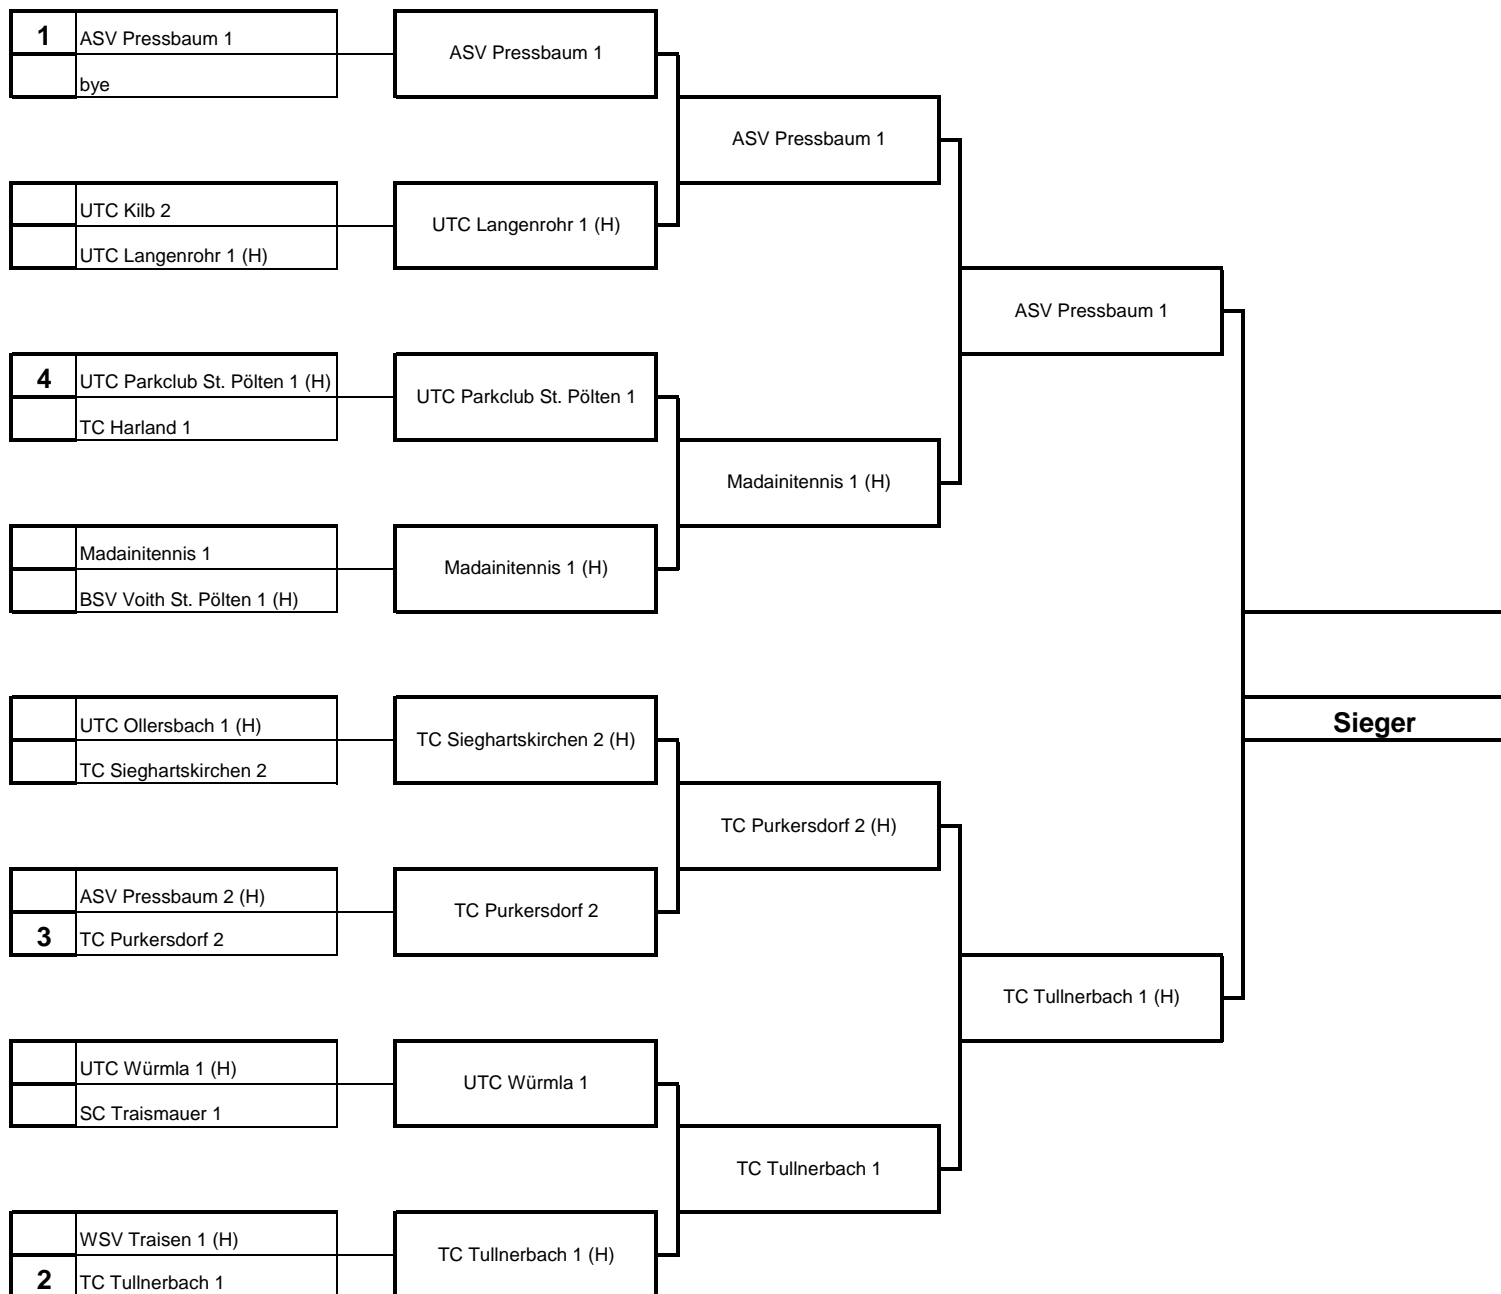 1
ASV Pressbaum 1
bye
UTC Kilb 2
UTC Langenrohr 1 (H)
4
UTC Parkclub St. Pölten 1 (H)
TC Harland 1
Madainitennis 1
BSV Voith St. Pölten 1 (H)
UTC Ollersbach 1 (H)
TC Sieghartskirchen 2
ASV Pressbaum 2 (H)
3
TC Purkersdorf 2
UTC Würmla 1 (H)
SC Traismauer 1
WSV Traisen 1 (H)
2
TC Tullnerbach 1
ASV Pressbaum 1
UTC Langenrohr 1 (H)
UTC Parkclub St. Pölten 1
Madainitennis 1 (H)
TC Sieghartskirchen 2 (H)
TC Purkersdorf 2
UTC Würmla 1
TC Tullnerbach 1 (H)
ASV Pressbaum 1
Madainitennis 1 (H)
TC Purkersdorf 2 (H)
TC Tullnerbach 1
ASV Pressbaum 1
TC Tullnerbach 1 (H)
Sieger